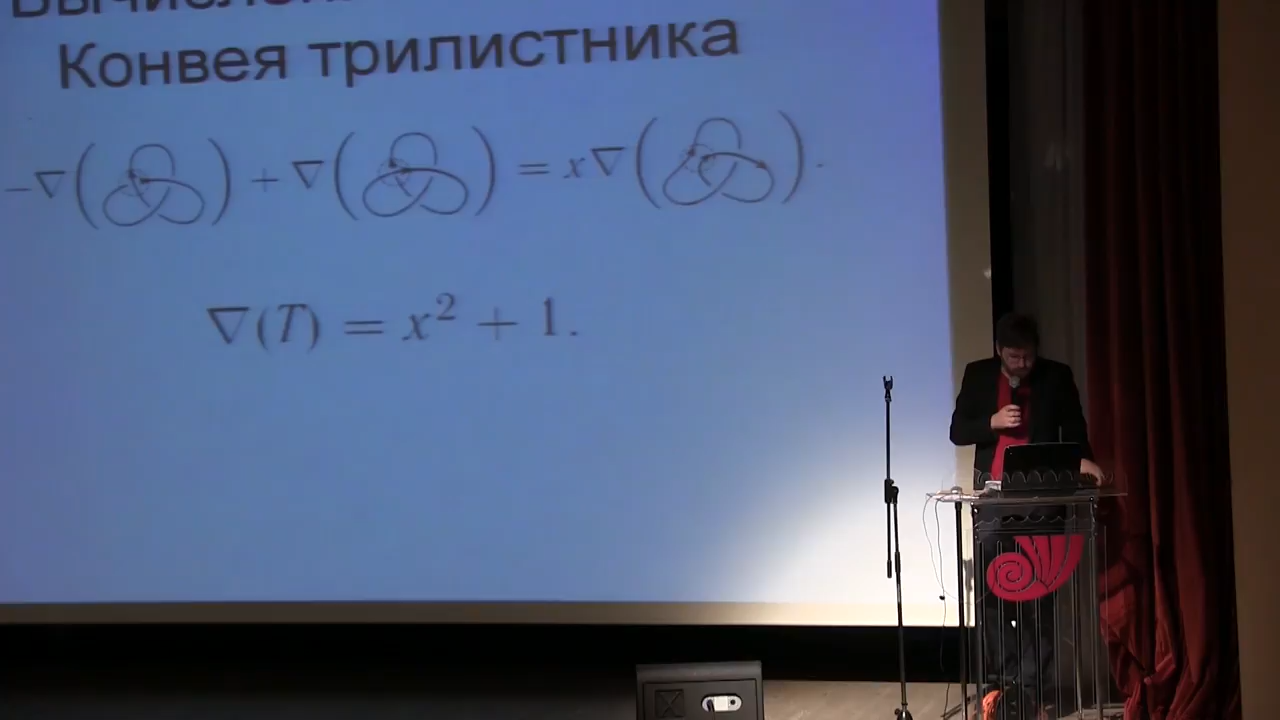 Конвея трилистника
−∇( ) + ∇( ) = x∇( ).
∇(T) = x² + 1.